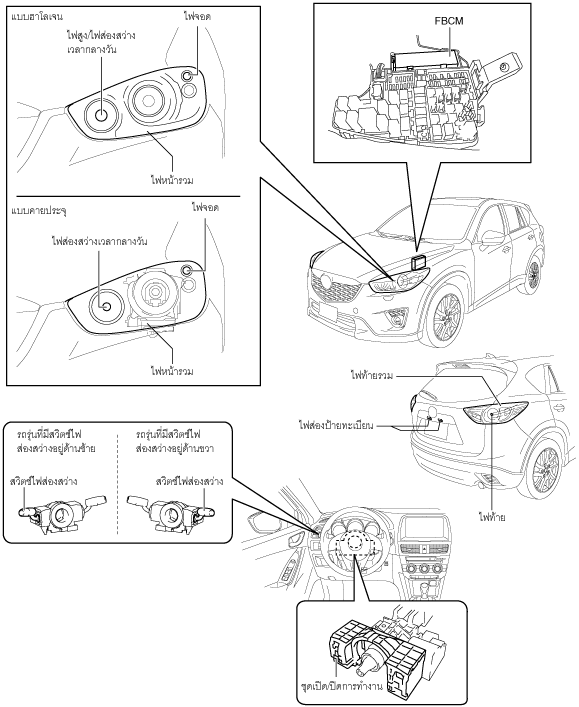 แบบฮาโลเจน
ไฟจอด
ไฟสูง/ไฟส่องสว่าง
เวลากลางวัน
ไฟหน้ารวม
FBCM
แบบคายประจุ
ไฟจอด
ไฟส่องสว่างเวลากลางวัน
ไฟหน้ารวม
ไฟท้ายรวม
ไฟส่องป้ายทะเบียน
ไฟท้าย
รถรุ่นที่มีสวิตช์ไฟ
ส่องสว่างอยู่ด้านซ้าย
สวิตช์ไฟส่องสว่าง
รถรุ่นที่มีสวิตช์ไฟ
ส่องสว่างอยู่ด้านขวา
สวิตช์ไฟส่องสว่าง
ชุดเปิด/ปิดการทำงาน